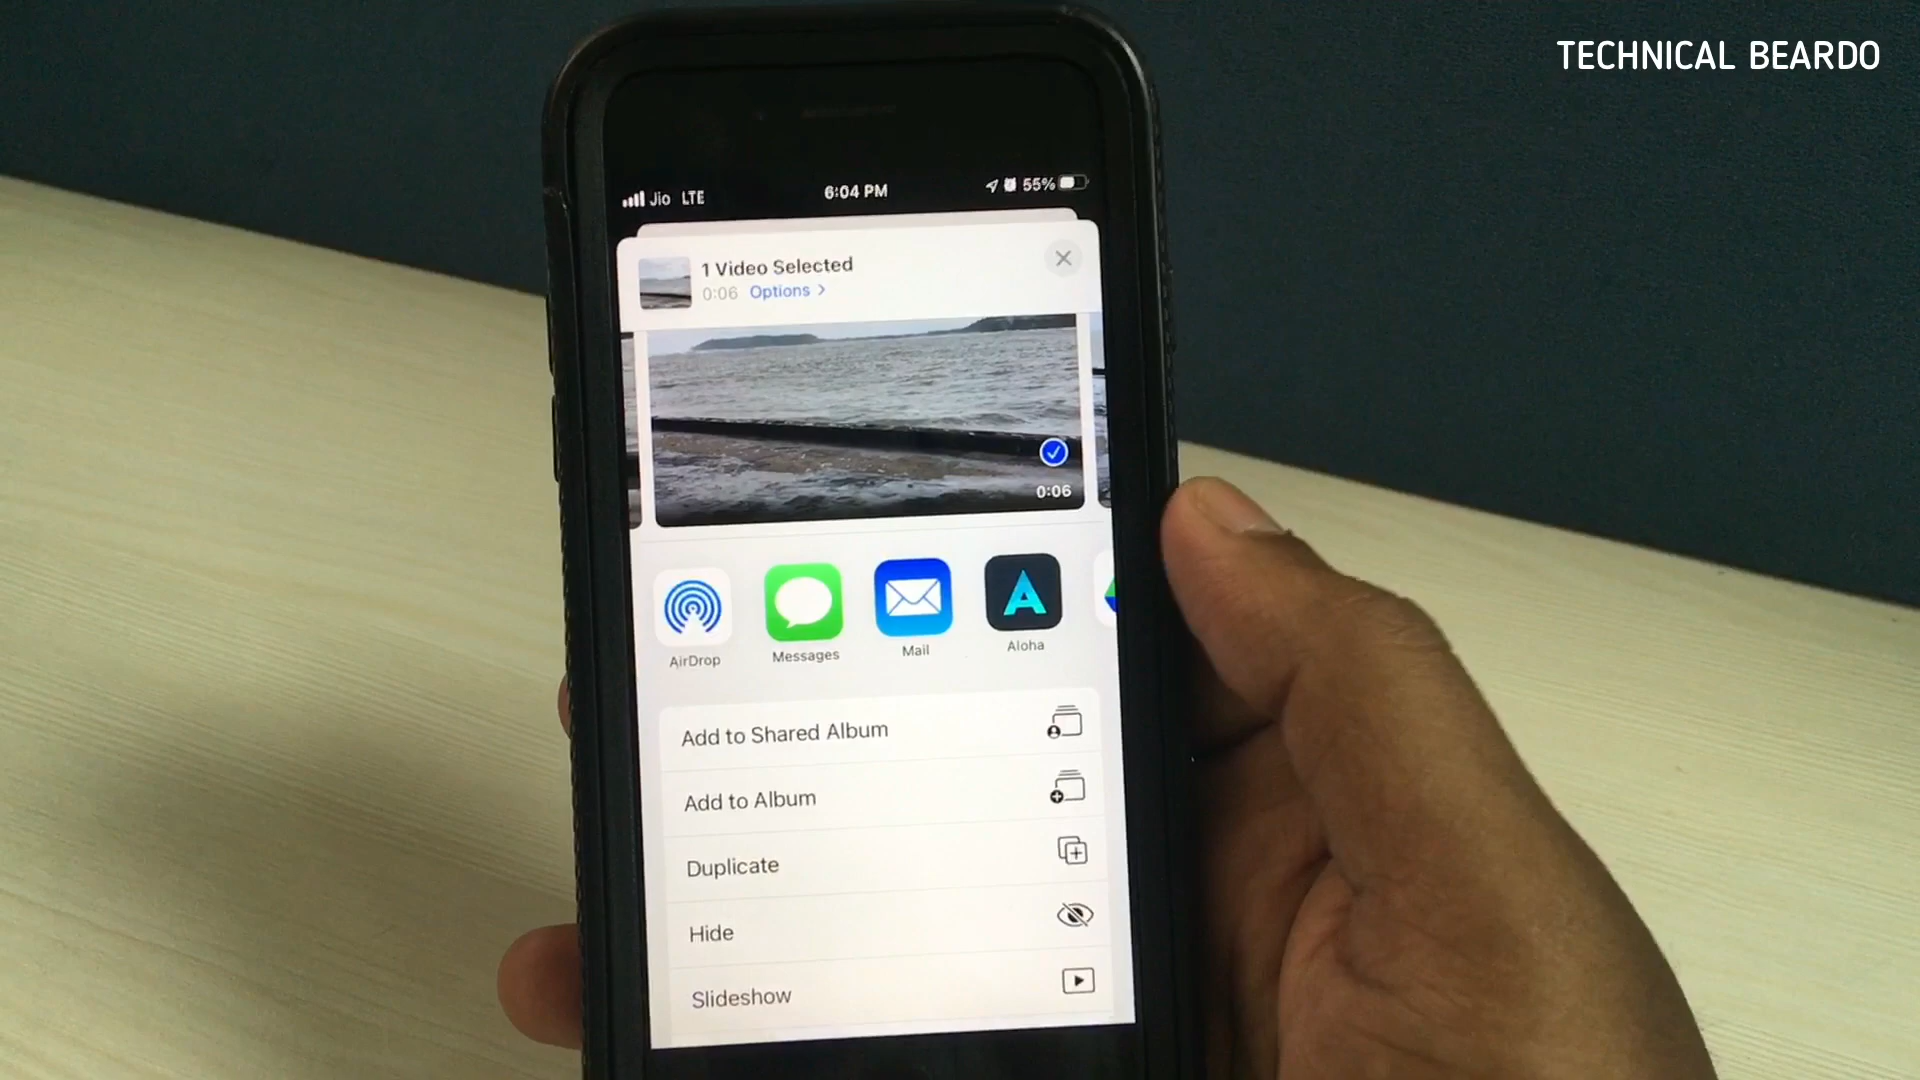 TECHNICAL BEARDO
Jio LTE 6:04 PM 55%
1 Video Selected
0:06 Options >
0:06
AirDrop Messages Mail Aloha
Add to Shared Album
Add to Album
Duplicate
Hide
Slideshow